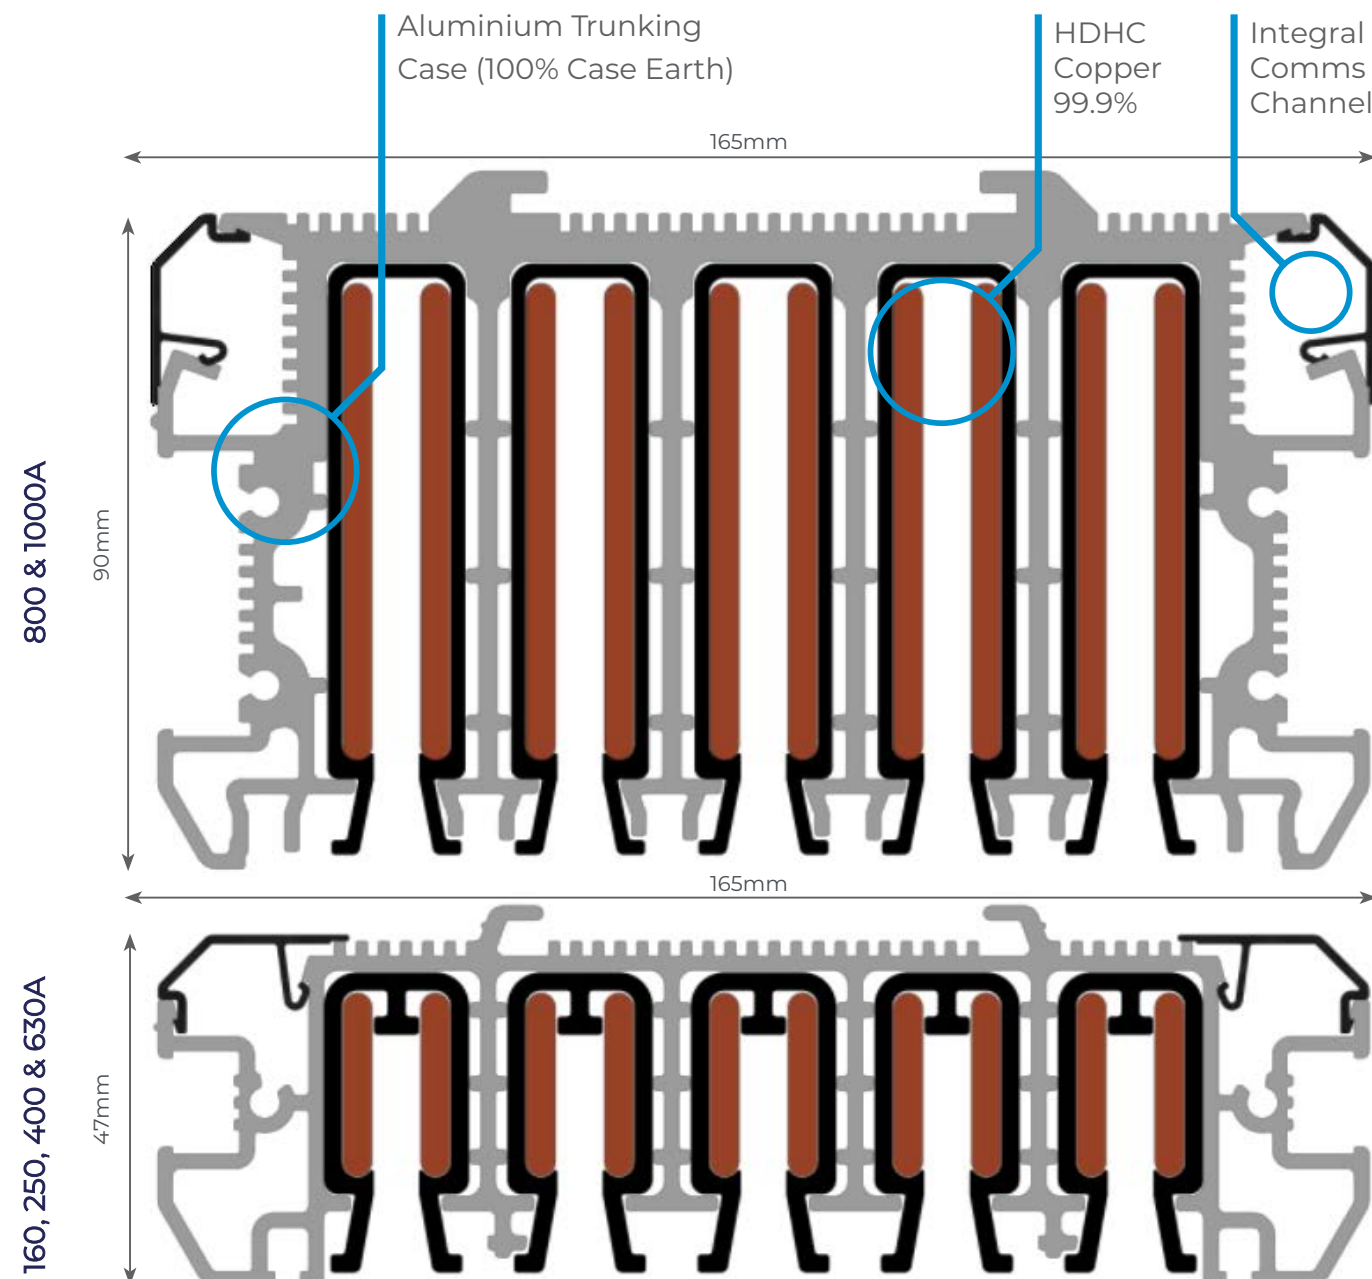 Aluminium Trunking
Case (100% Case Earth)
HDHC
Copper
99.9%
Integral
Comms
Channel
165mm
800 & 1000A
90mm
165mm
160, 250, 400 & 630A
47mm